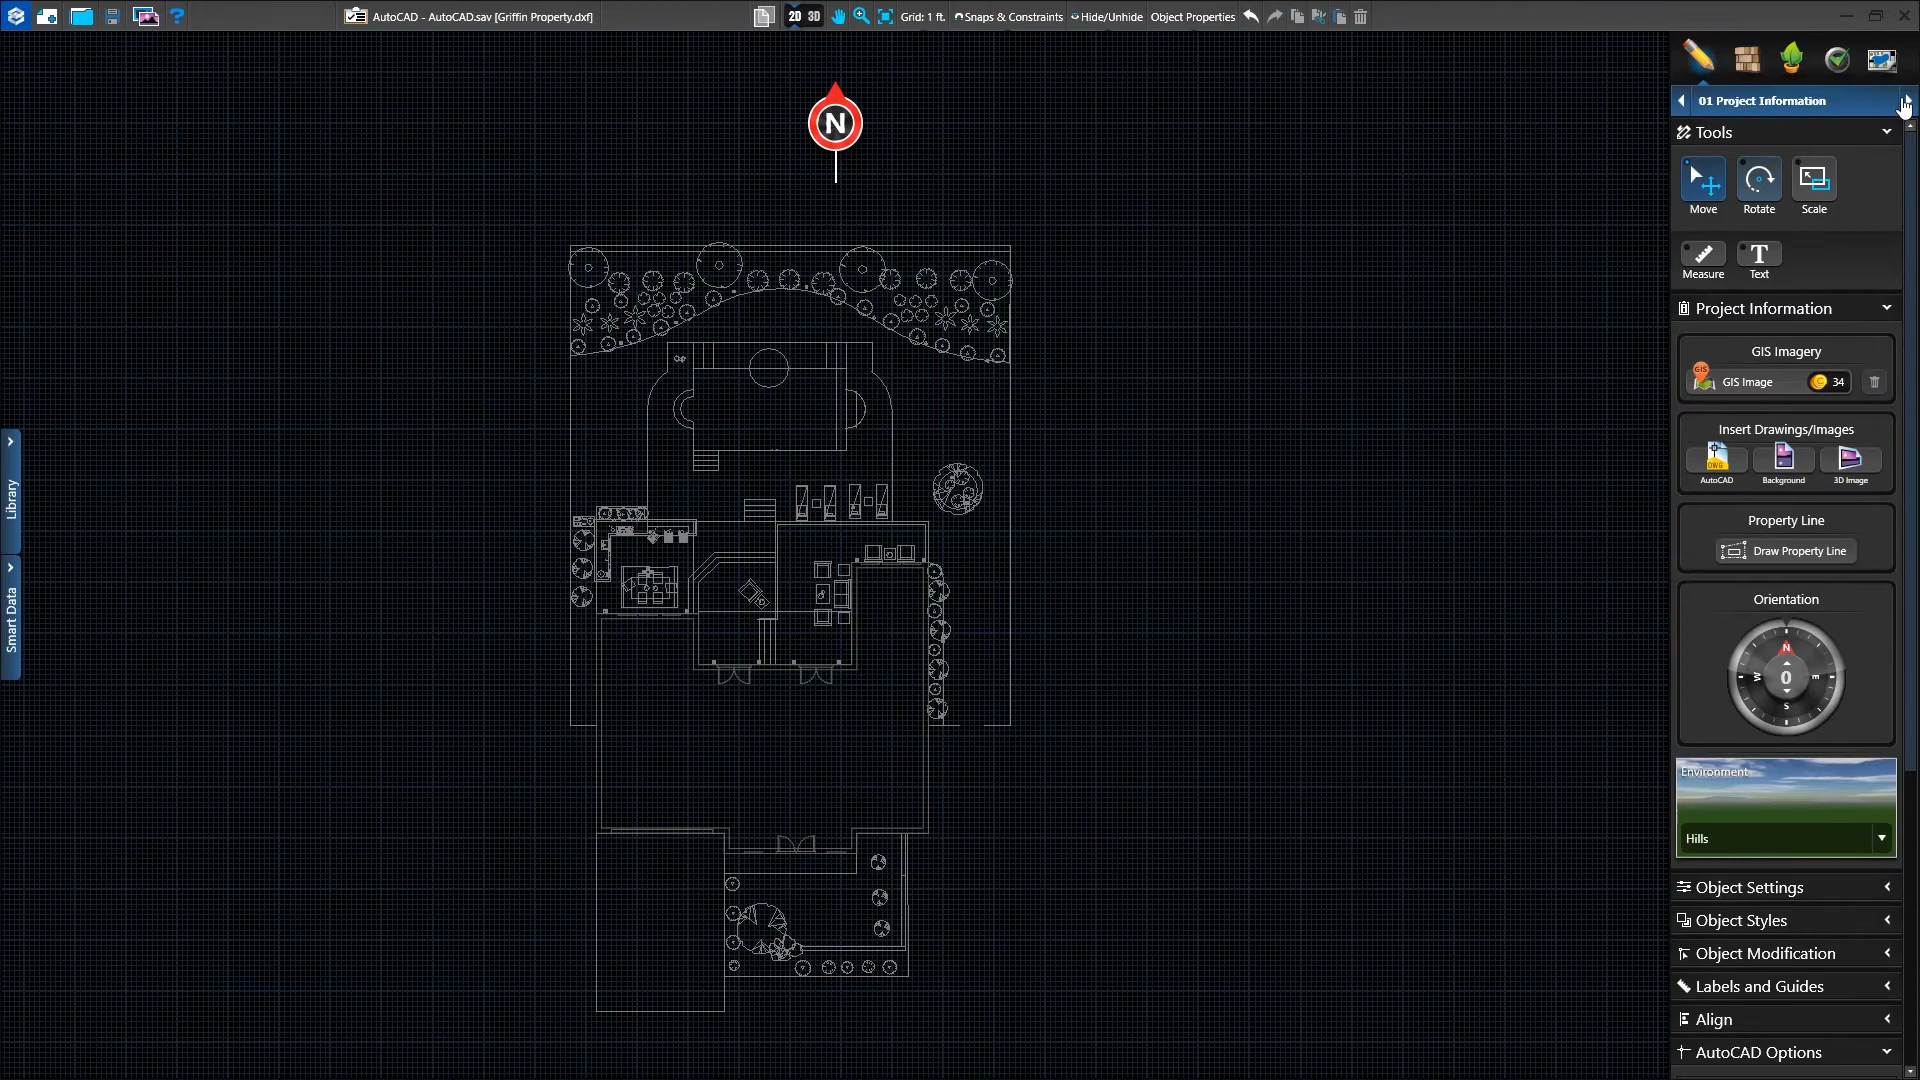 AutoCAD - AutoCAD.sav [Griffin Property.dxf]
2D 3D
Grid: 1 ft.
Snaps & Constraints
Hide/Unhide
Object Properties
N
01 Project Information
Tools
Move
Rotate
Scale
T
Measure
Text
Project Information
GIS Imagery
GIS
GIS Image
C
34
Insert Drawings/Images
DWG
AutoCAD
Background
3D Image
Property Line
Draw Property Line
Orientation
N
W
0
E
S
Environment
Hills
Object Settings
Object Styles
Object Modification
Labels and Guides
Align
AutoCAD Options
Library
Smart Data